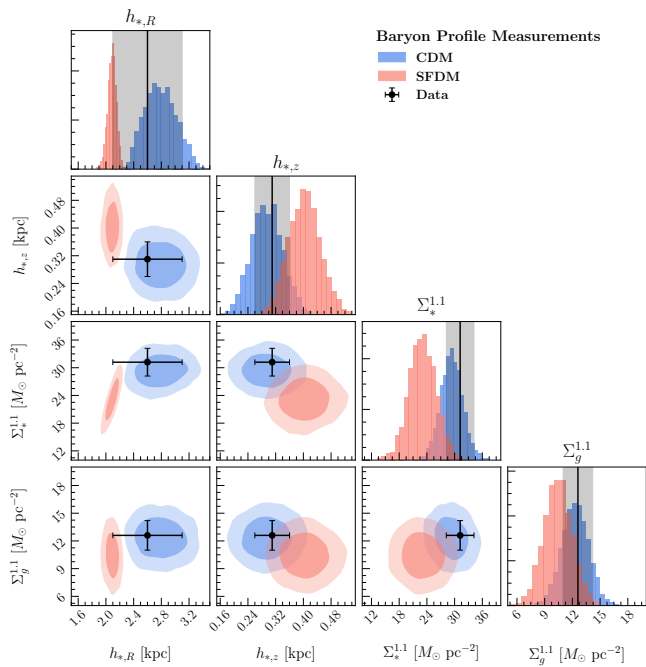 h_{*,R}
Baryon Profile Measurements
CDM
SFDM
Data
h_{*,z}
h_{*,z} [kpc]
0.48
0.40
0.32
0.24
0.16
Σ_*^{1.1}
Σ_*^{1.1} [M_⊙ pc^{-2}]
36
30
24
18
12
Σ_g^{1.1}
Σ_g^{1.1} [M_⊙ pc^{-2}]
18
15
12
9
6
1.6 2.0 2.4 2.8 3.2
0.16 0.24 0.32 0.40 0.48
12 18 24 30 36
6 9 12 15 18
h_{*,R} [kpc]
h_{*,z} [kpc]
Σ_*^{1.1} [M_⊙ pc^{-2}]
Σ_g^{1.1} [M_⊙ pc^{-2}]